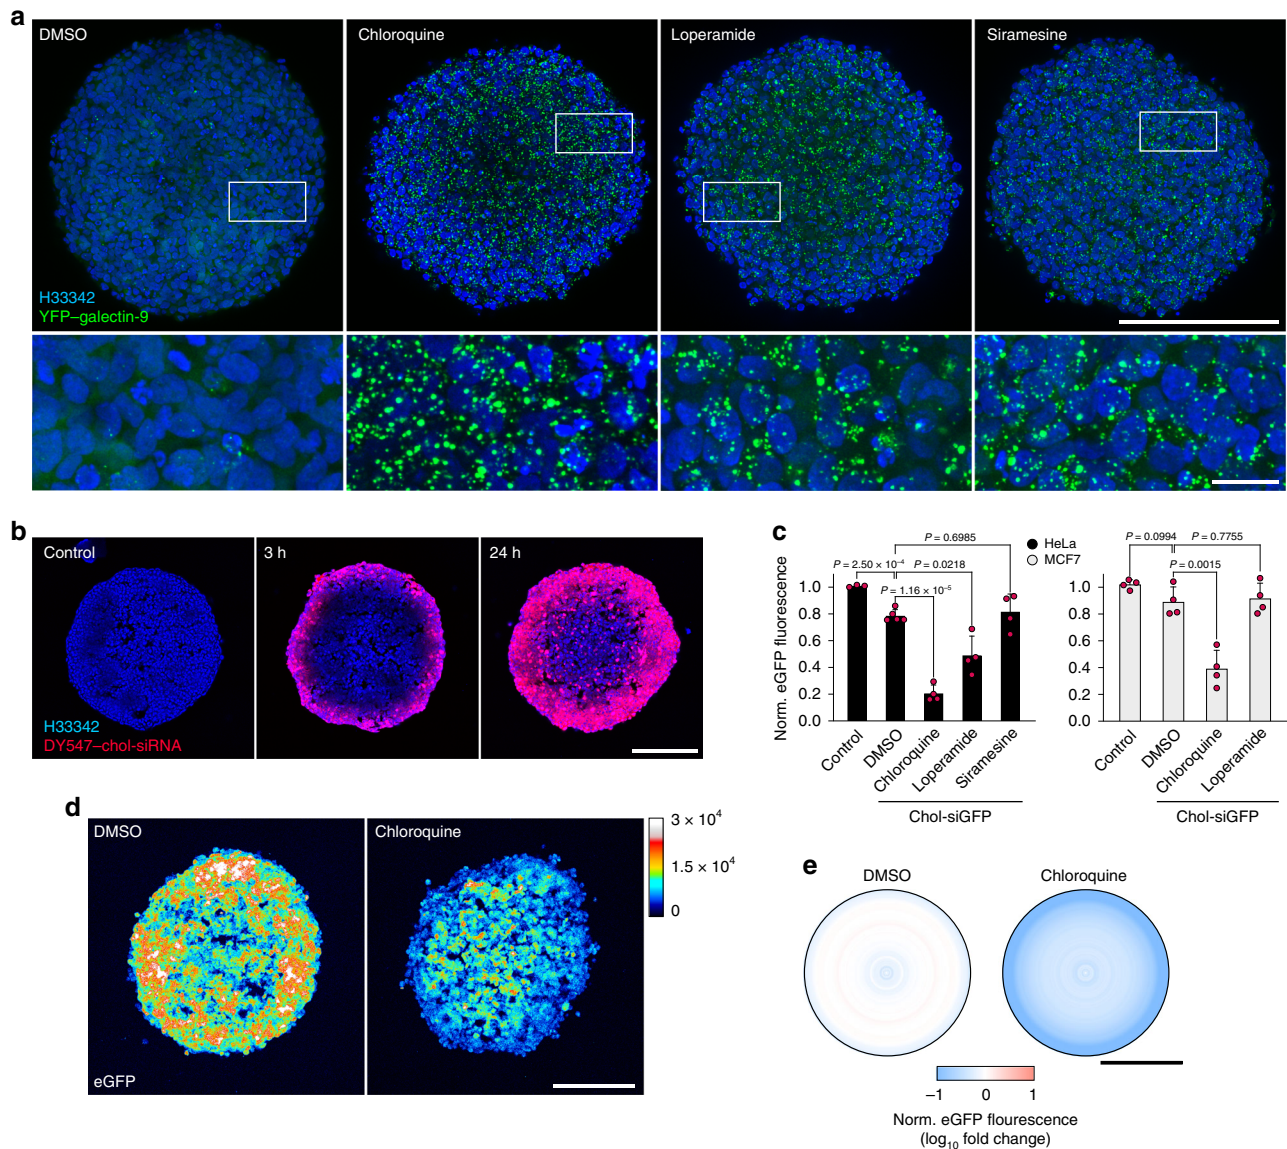 a
DMSO
Chloroquine
Loperamide
Siramesine
H33342
YFP–galectin-9
b
Control
3 h
24 h
H33342
DY547–chol-siRNA
c
Norm. eGFP fluorescence
1.0
0.8
0.6
0.4
0.2
0.0
P = 0.6985
P = 2.50 × 10⁻⁴
P = 0.0218
P = 1.16 × 10⁻⁵
HeLa
MCF7
Control
DMSO
Chloroquine
Loperamide
Siramesine
Chol-siGFP
1.0
0.8
0.6
0.4
0.2
0.0
P = 0.0994
P = 0.7755
P = 0.0015
Control
DMSO
Chloroquine
Loperamide
Chol-siGFP
d
DMSO
Chloroquine
eGFP
3 × 10⁴
1.5 × 10⁴
0
e
DMSO
Chloroquine
–1
0
1
Norm. eGFP flourescence
(log₁₀ fold change)